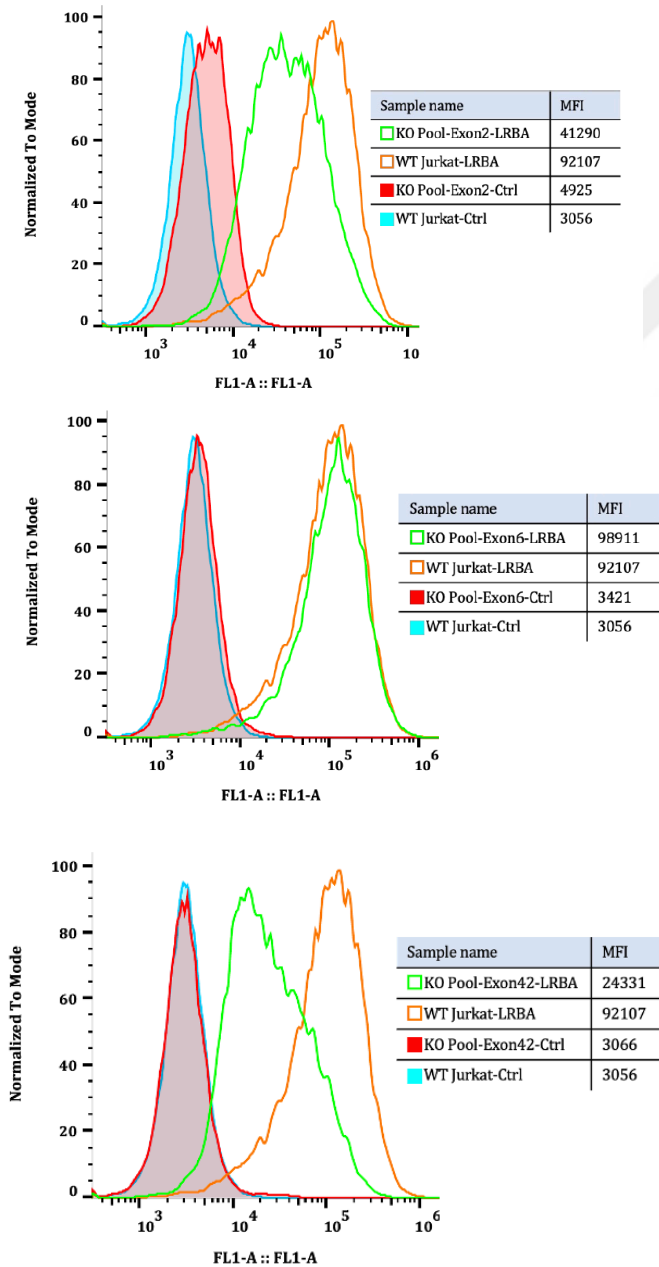 100
80
60
40
20
0
Normalized To Mode
10³ 10⁴ 10⁵ 10
FL1-A :: FL1-A
Sample name MFI
KO Pool-Exon2-LRBA 41290
WT Jurkat-LRBA 92107
KO Pool-Exon2-Ctrl 4925
WT Jurkat-Ctrl 3056
100
80
60
40
20
0
Normalized To Mode
10³ 10⁴ 10⁵ 10⁶
FL1-A :: FL1-A
Sample name MFI
KO Pool-Exon6-LRBA 98911
WT Jurkat-LRBA 92107
KO Pool-Exon6-Ctrl 3421
WT Jurkat-Ctrl 3056
100
80
60
40
20
0
Normalized To Mode
10³ 10⁴ 10⁵ 10⁶
FL1-A :: FL1-A
Sample name MFI
KO Pool-Exon42-LRBA 24331
WT Jurkat-LRBA 92107
KO Pool-Exon42-Ctrl 3066
WT Jurkat-Ctrl 3056